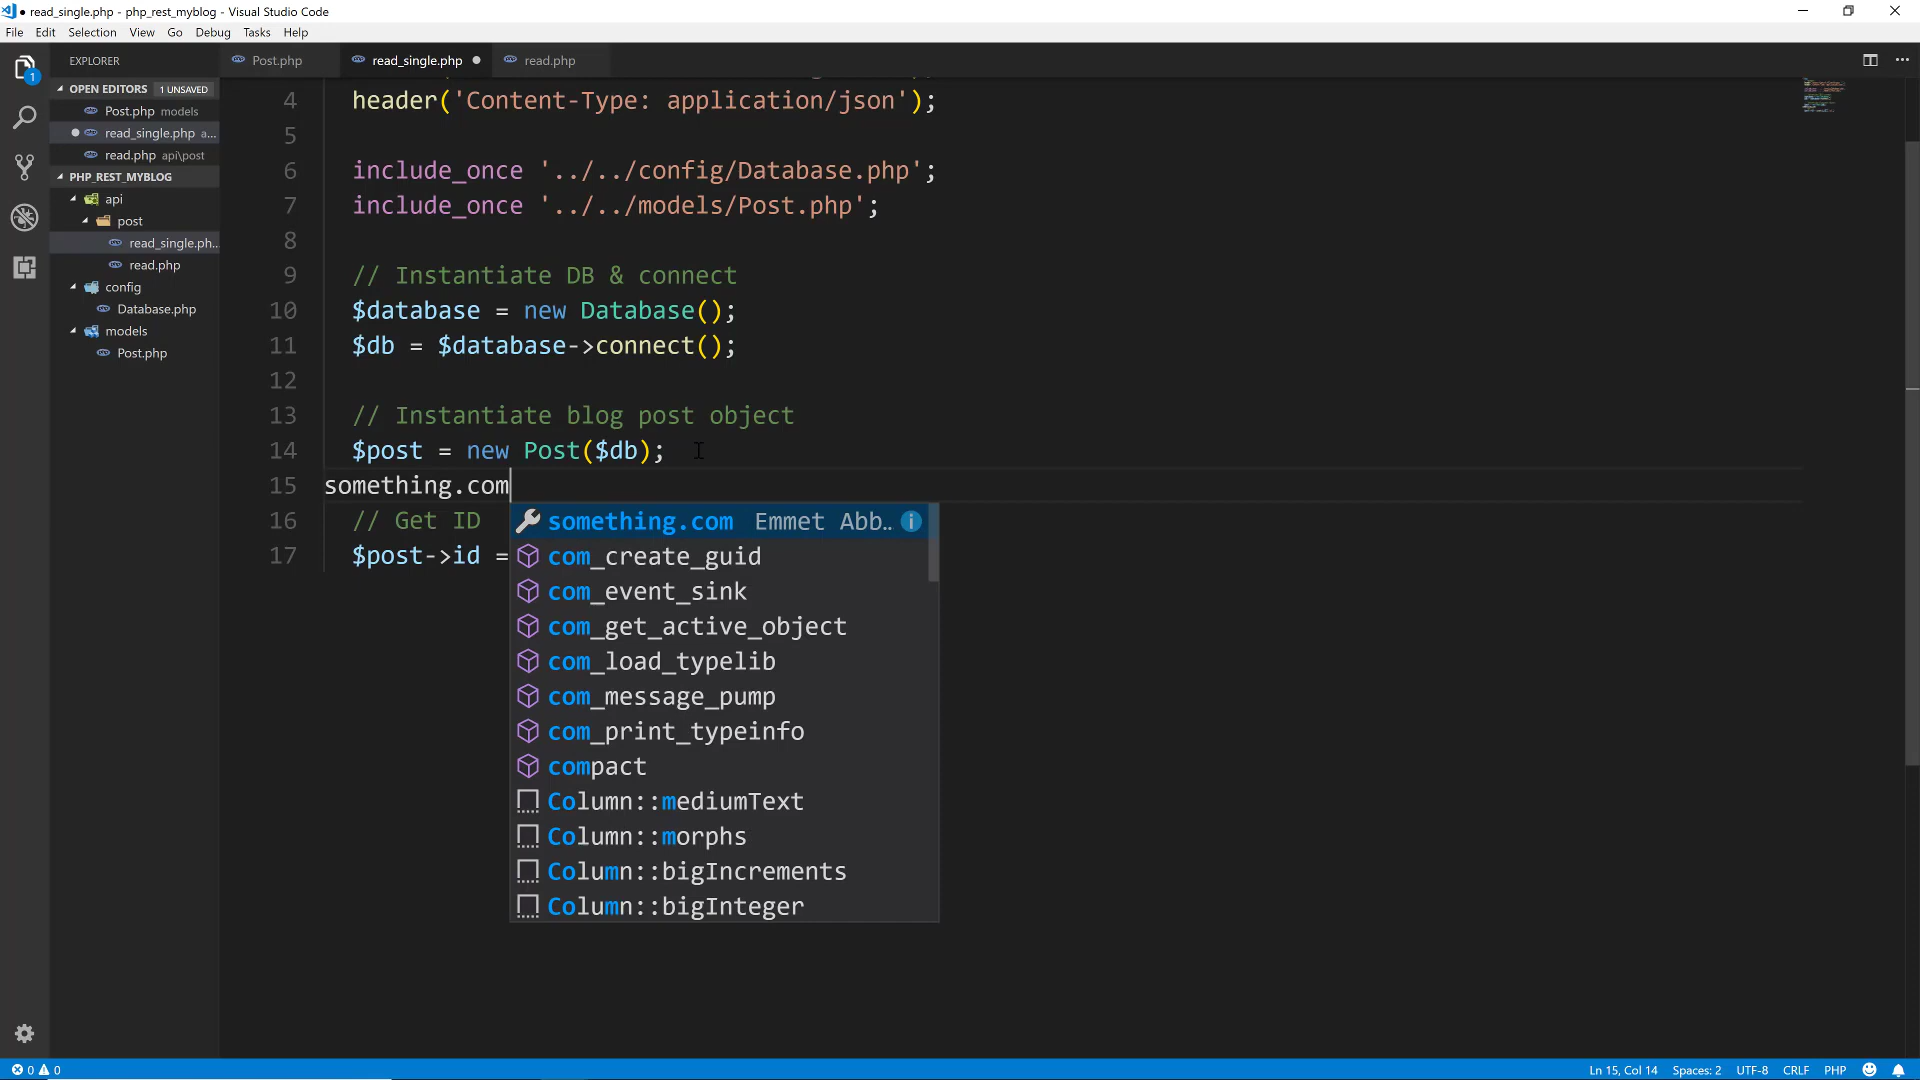 ● read_single.php - php_rest_myblog - Visual Studio Code
File Edit Selection View Go Debug Tasks Help
EXPLORER
Post.php
read_single.php
read.php
1
OPEN EDITORS 1 UNSAVED
Post.php models
read_single.php a...
read.php api\post
PHP_REST_MYBLOG
api
post
read_single.ph...
read.php
config
Database.php
models
Post.php
4 header('Content-Type: application/json');
5
6 include_once '../../config/Database.php';
7 include_once '../../models/Post.php';
8
9 // Instantiate DB & connect
10 $database = new Database();
11 $db = $database->connect();
12
13 // Instantiate blog post object
14 $post = new Post($db);
15 something.com
16 // Get ID
17 $post->id =
something.com Emmet Abb..
com_create_guid
com_event_sink
com_get_active_object
com_load_typelib
com_message_pump
com_print_typeinfo
compact
Column::mediumText
Column::morphs
Column::bigIncrements
Column::bigInteger
0 0
Ln 15, Col 14 Spaces: 2 UTF-8 CRLF PHP